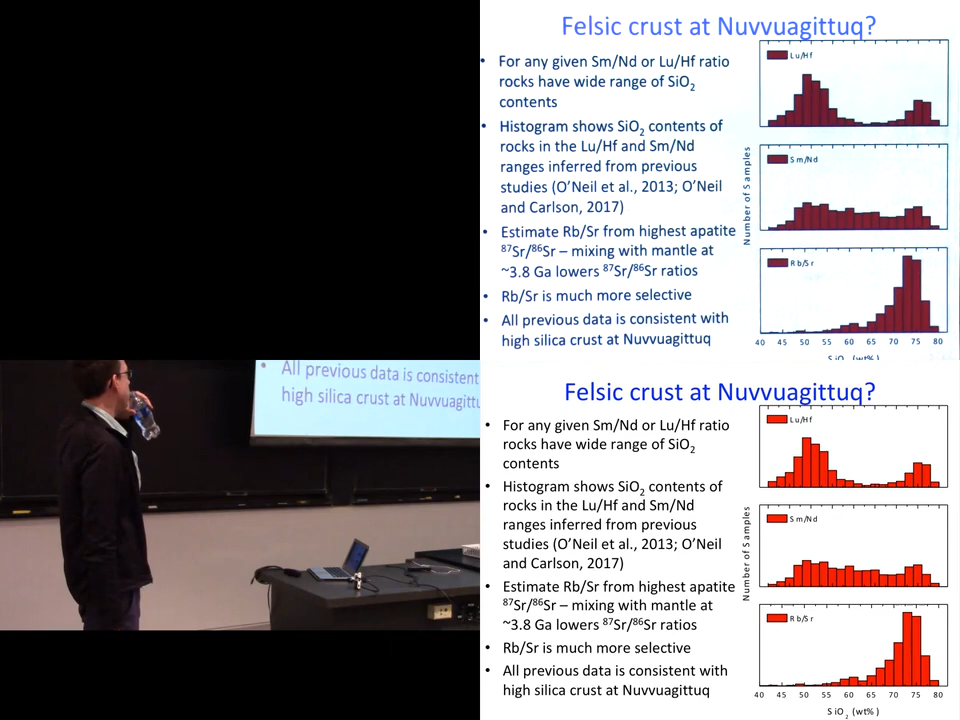 Felsic crust at Nuvvuagittuq?
• For any given Sm/Nd or Lu/Hf ratio
rocks have wide range of SiO2
contents
• Histogram shows SiO2 contents of
rocks in the Lu/Hf and Sm/Nd
ranges inferred from previous
studies (O'Neil et al., 2013; O'Neil
and Carlson, 2017)
• Estimate Rb/Sr from highest apatite
87Sr/86Sr – mixing with mantle at
~3.8 Ga lowers 87Sr/86Sr ratios
• Rb/Sr is much more selective
• All previous data is consistent with
high silica crust at Nuvvuagittuq
Lu/Hf
Sm/Nd
Rb/Sr
Number of Samples
40 45 50 55 60 65 70 75 80
SiO2 (wt%)
• All previous data is consistent
high silica crust at Nuvvuagittu
Felsic crust at Nuvvuagittuq?
• For any given Sm/Nd or Lu/Hf ratio
rocks have wide range of SiO2
contents
• Histogram shows SiO2 contents of
rocks in the Lu/Hf and Sm/Nd
ranges inferred from previous
studies (O'Neil et al., 2013; O'Neil
and Carlson, 2017)
• Estimate Rb/Sr from highest apatite
87Sr/86Sr – mixing with mantle at
~3.8 Ga lowers 87Sr/86Sr ratios
• Rb/Sr is much more selective
• All previous data is consistent with
high silica crust at Nuvvuagittuq
Lu/Hf
Sm/Nd
Rb/Sr
Number of Samples
40 45 50 55 60 65 70 75 80
SiO2 (wt%)